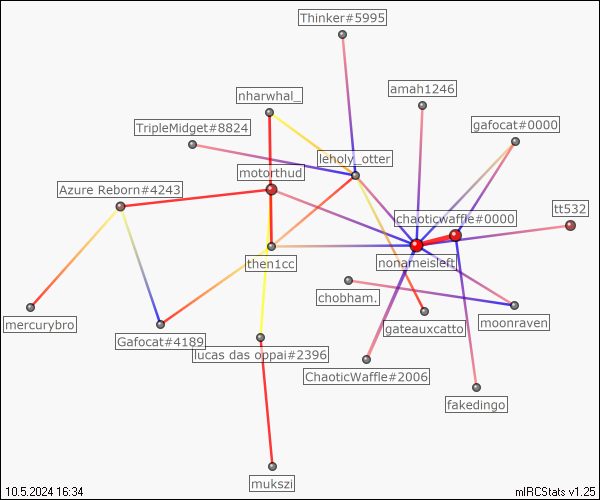 Thinker#5995
amah1246
nharwhal_
gafocat#0000
TripleMidget#8824
leholy_otter
motorthud
Azure Reborn#4243
tt532
chaoticwaffle#0000
then1cc
nonameisleft
chobham.
mercurybro
moonraven
gateauxcatto
Gafocat#4189
lucas das oppai#2396
ChaoticWaffle#2006
fakedingo
mukszi
10.5.2024 16:34
mIRCStats v1.25